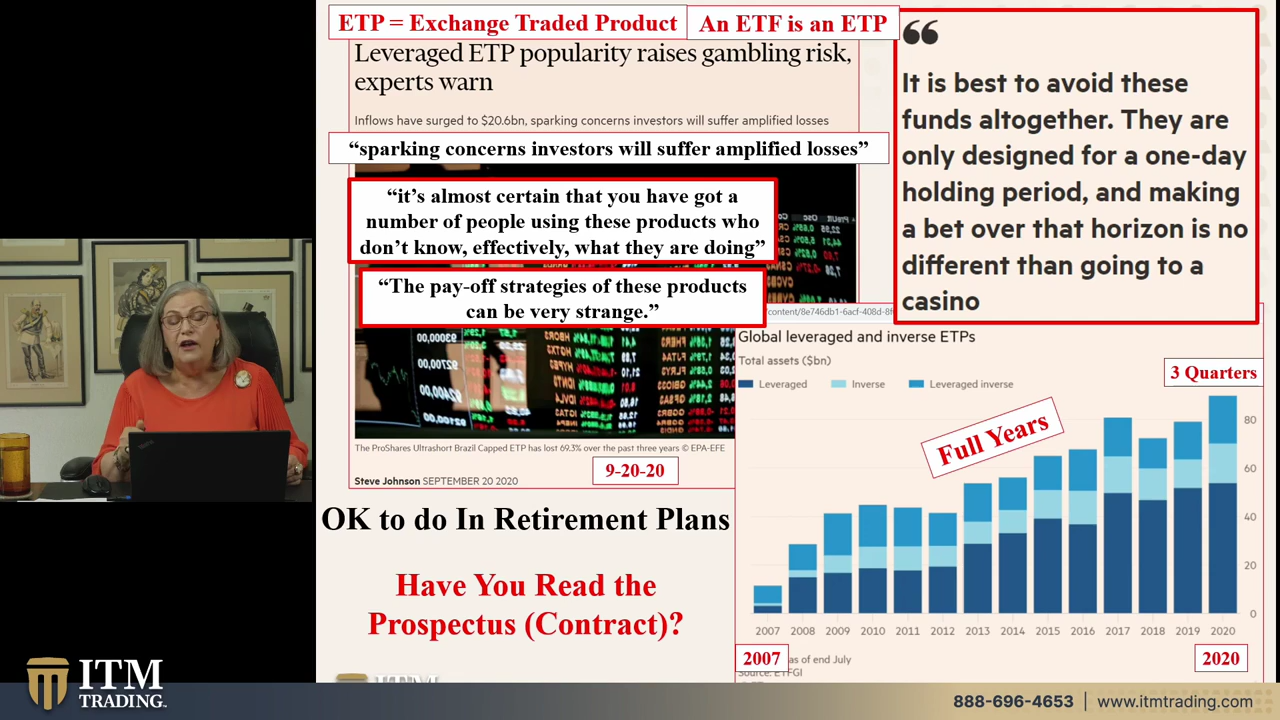 ETP = Exchange Traded Product
An ETF is an ETP
Leveraged ETP popularity raises gambling risk,
experts warn
Inflows have surged to $20.6bn, sparking concerns investors will suffer amplified losses
“sparking concerns investors will suffer amplified losses”
“it’s almost certain that you have got a
number of people using these products who
don’t know, effectively, what they are doing”
“The pay-off strategies of these products
can be very strange.”
The ProShares Ultrashort Brazil Capped ETP has lost 69.3% over the past three years © EPA-EFE
9-20-20
Steve Johnson SEPTEMBER 20 2020
OK to do In Retirement Plans
Have You Read the
Prospectus (Contract)?
“
It is best to avoid these
funds altogether. They are
only designed for a one-day
holding period, and making
a bet over that horizon is no
different than going to a
casino
content/8e746db1-6acf-408d-8f
Global leveraged and inverse ETPs
Total assets ($bn)
3 Quarters
Leveraged Inverse Leveraged inverse
Full Years
80
60
40
20
0
2007 2008 2009 2010 2011 2012 2013 2014 2015 2016 2017 2018 2019 2020
2007
as of end July
2020
Source: ETFGI
ITM
TRADING
888-696-4653 | www.itmtrading.com